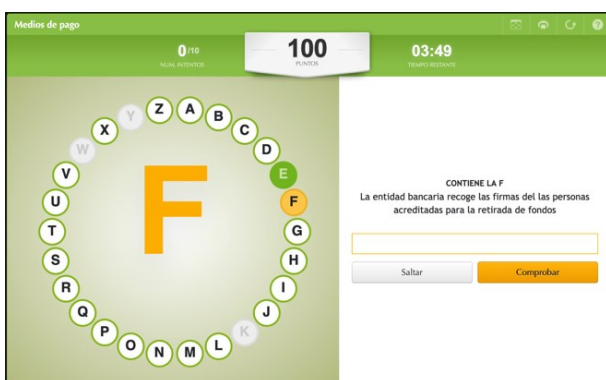 Medios de pago
0/10
NUM. INTENTOS
100
PUNTOS
03:49
TIEMPO RESTANTE
Z
A
B
C
D
E
F
G
H
I
J
K
L
M
N
O
P
Q
R
S
T
U
V
W
X
Y
F
CONTIENE LA F
La entidad bancaria recoge las firmas del las personas
acreditadas para la retirada de fondos
Saltar
Comprobar